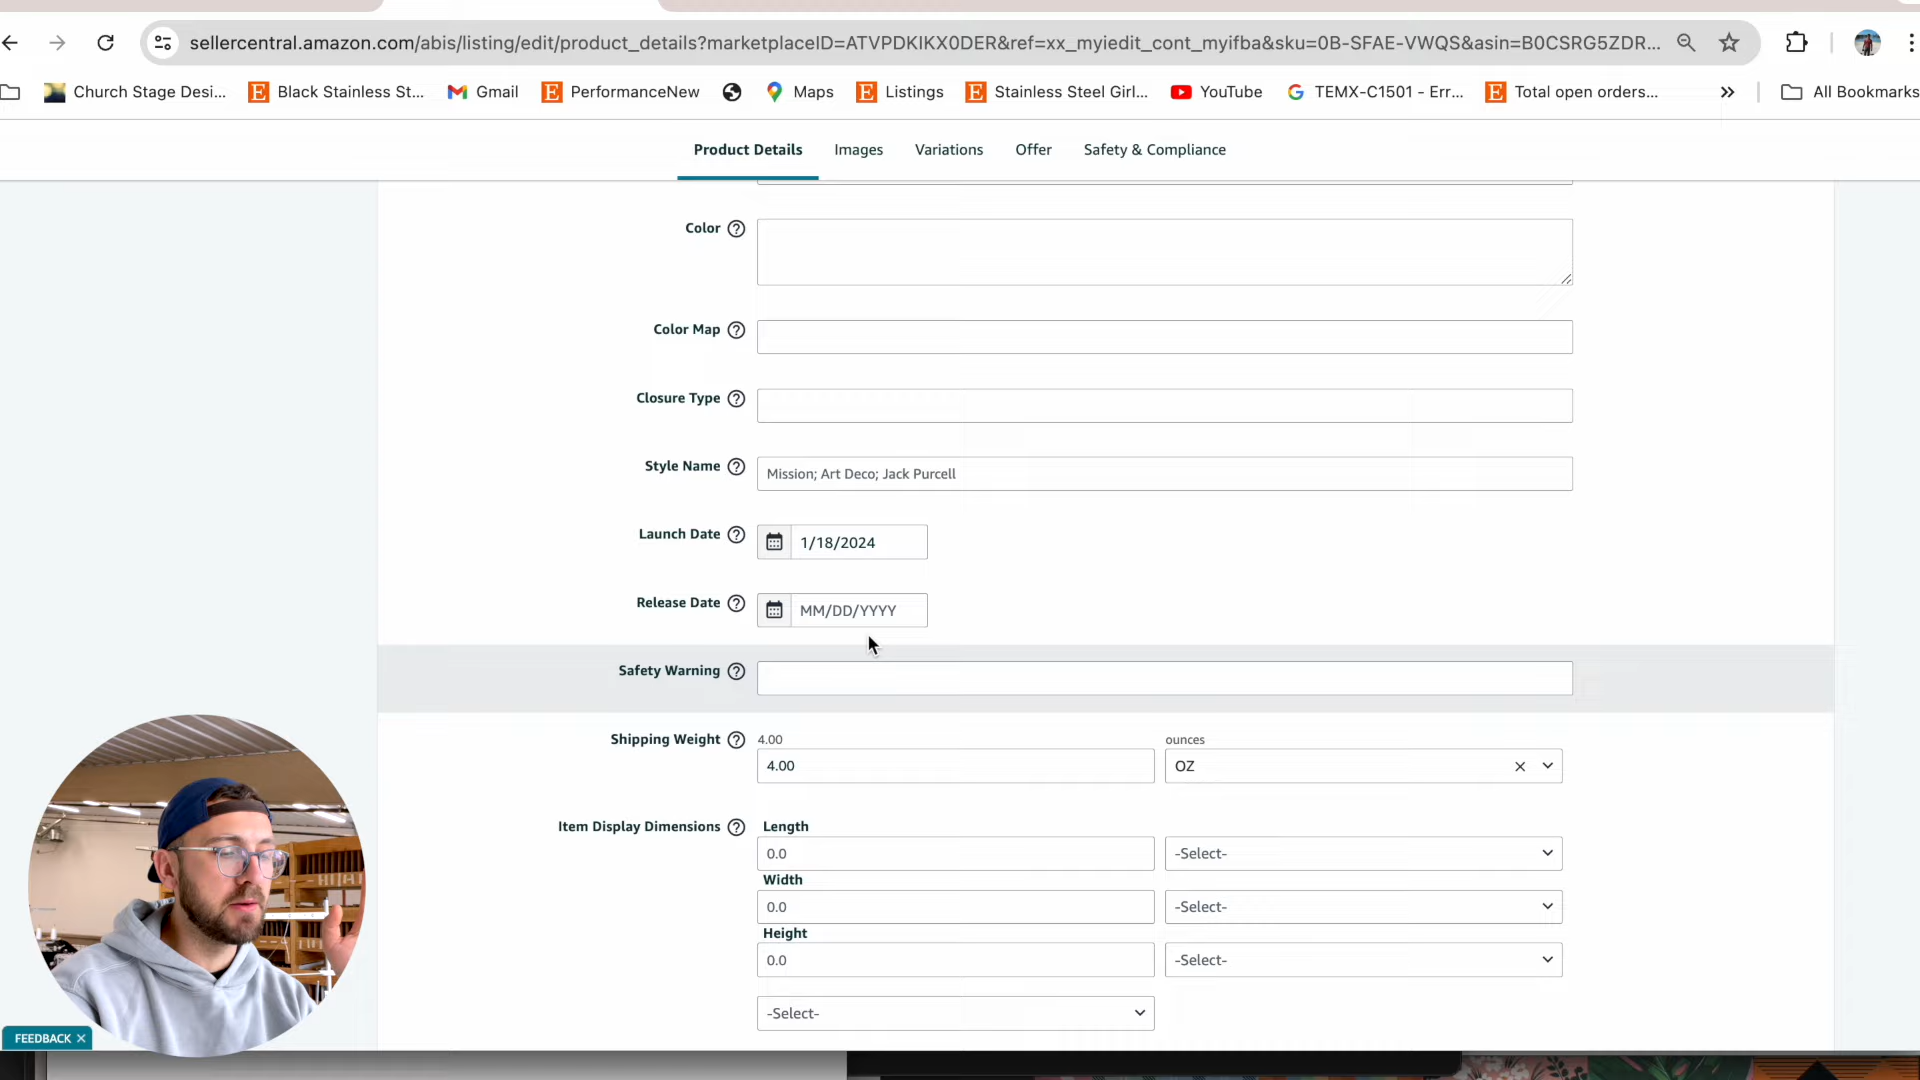 sellercentral.amazon.com/abis/listing/edit/product_details?marketplaceID=ATVPDKIKX0DER&ref=xx_myiedit_cont_myifba&sku=0B-SFAE-VWQS&asin=B0CSRG5ZDR...
Church Stage Desi...
Black Stainless St...
Gmail
PerformanceNew
Maps
Listings
Stainless Steel Girl...
YouTube
TEMX-C1501 - Err...
Total open orders...
All Bookmarks
Product Details
Images
Variations
Offer
Safety & Compliance
Color
Color Map
Closure Type
Style Name
Mission; Art Deco; Jack Purcell
Launch Date
1/18/2024
Release Date
MM/DD/YYYY
Safety Warning
Shipping Weight
4.00
ounces
4.00
OZ
Item Display Dimensions
Length
0.0
-Select-
Width
0.0
-Select-
Height
0.0
-Select-
-Select-
FEEDBACK